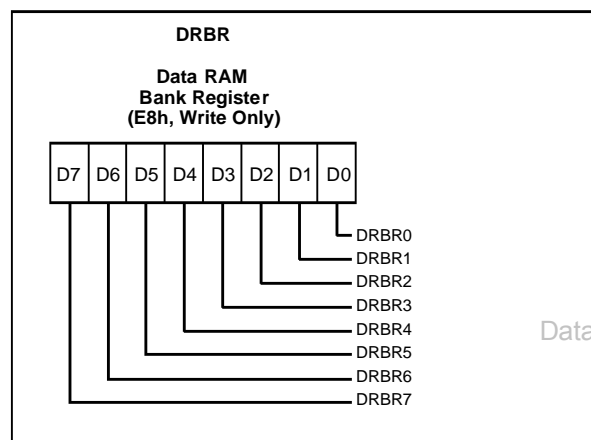 DRBR
Data RAM
Bank Register
(E8h, Write Only)
D7 D6 D5 D4 D3 D2 D1 D0
DRBR0
DRBR1
DRBR2
DRBR3
DRBR4
DRBR5
DRBR6
DRBR7
Data